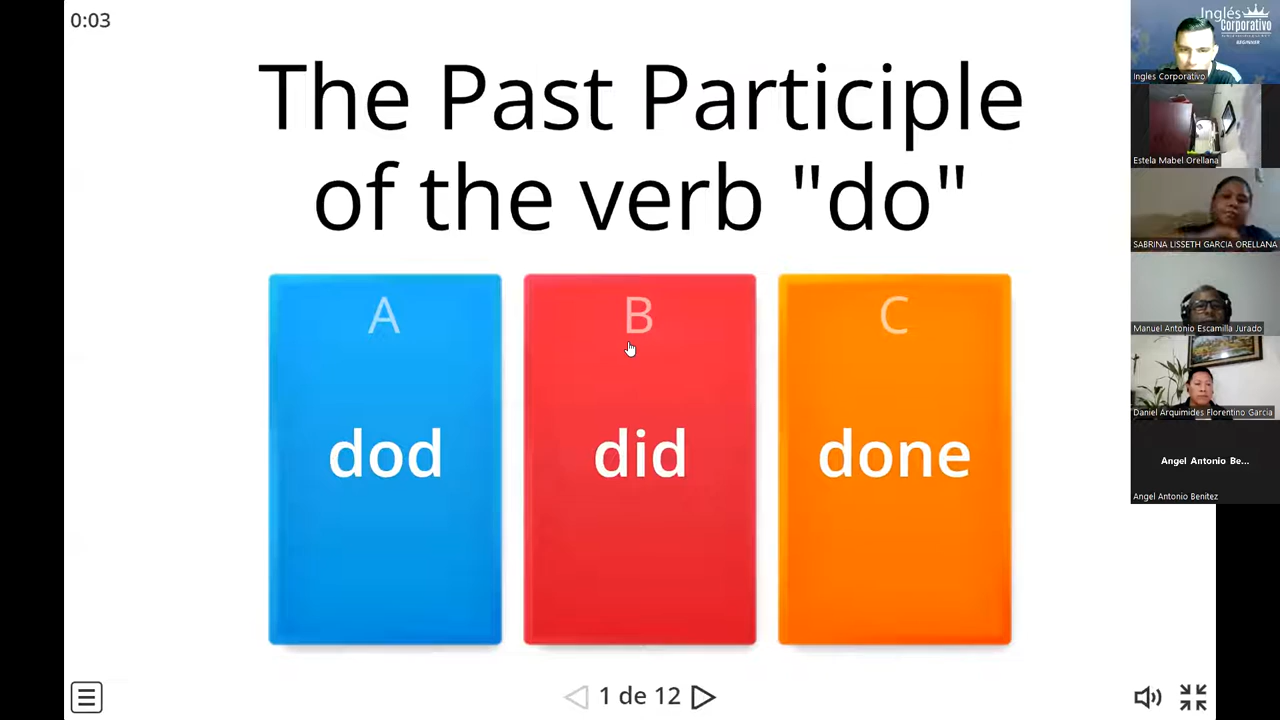 0:03
The Past Participle
of the verb "do"
A
dod
B
did
C
done
1 de 12
Inglés
Corporativo
BEGINNER
Ingles Corporativo
Estela Mabel Orellana
SABRINA LISSETH GARCIA ORELLANA
Manuel Antonio Escamilla Jurado
Daniel Arquimides Florentino Garcia
Angel Antonio Be...
Angel Antonio Benitez